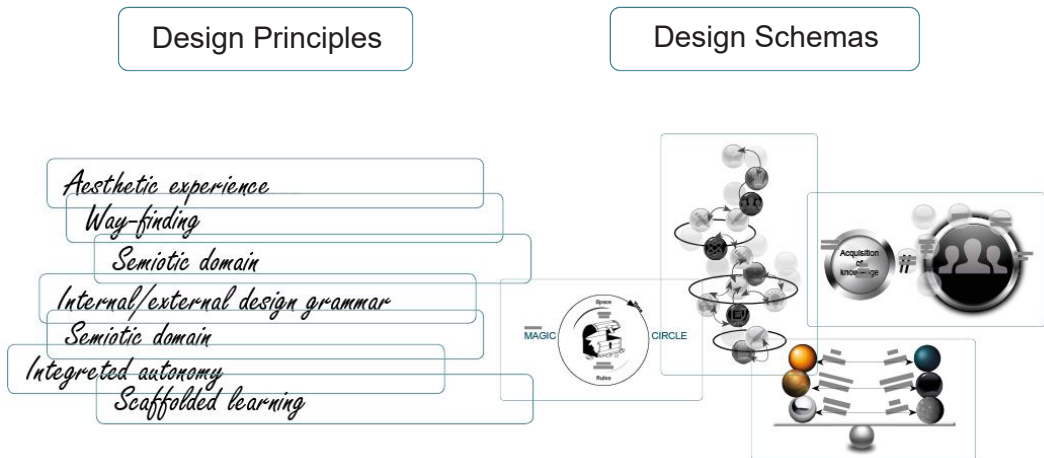 Design Principles
Design Schemas
Aesthetic experience
Way-finding
Semiotic domain
Internal/external design grammar
Semiotic domain
Integreted autonomy
Scaffolded learning
MAGIC
CIRCLE
Space
Rules
Acquisition
of
knowledge